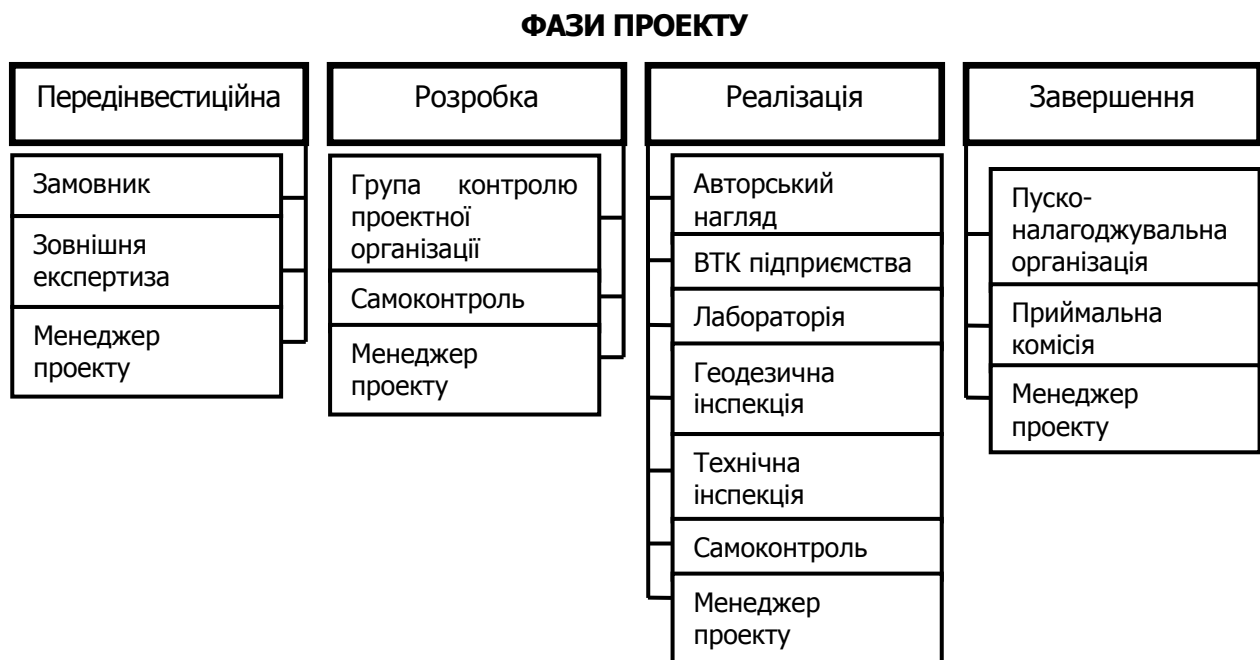 ФАЗИ ПРОЕКТУ
Передінвестиційна
Замовник
Зовнішня
експертиза
Менеджер
проекту
Розробка
Група контролю
проектної
організації
Самоконтроль
Менеджер
проекту
Реалізація
Авторський
нагляд
ВТК підприємства
Лабораторія
Геодезична
інспекція
Технічна
інспекція
Самоконтроль
Менеджер
проекту
Завершення
Пуско-
налагоджувальна
організація
Приймальна
комісія
Менеджер
проекту